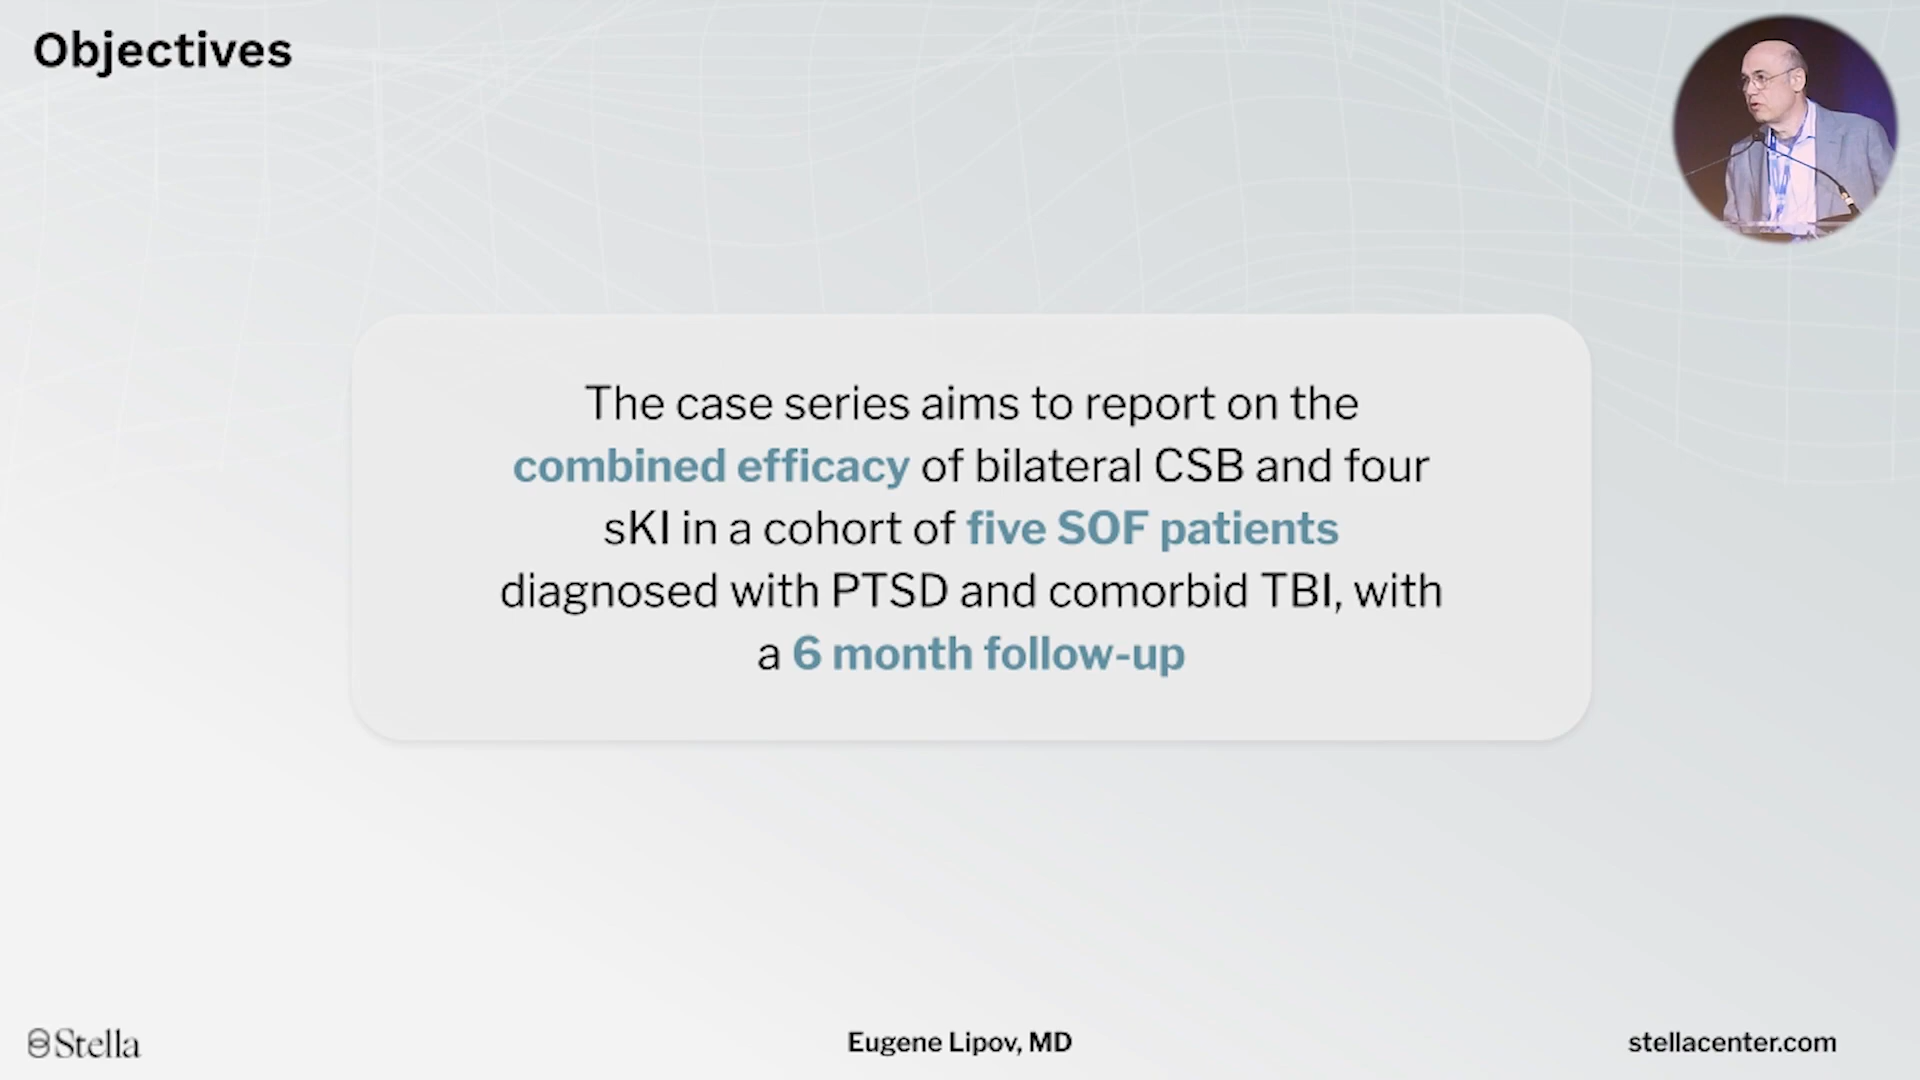 Objectives
The case series aims to report on the
combined efficacy of bilateral CSB and four
sKI in a cohort of five SOF patients
diagnosed with PTSD and comorbid TBI, with
a 6 month follow-up
Stella
Eugene Lipov, MD
stellacenter.com